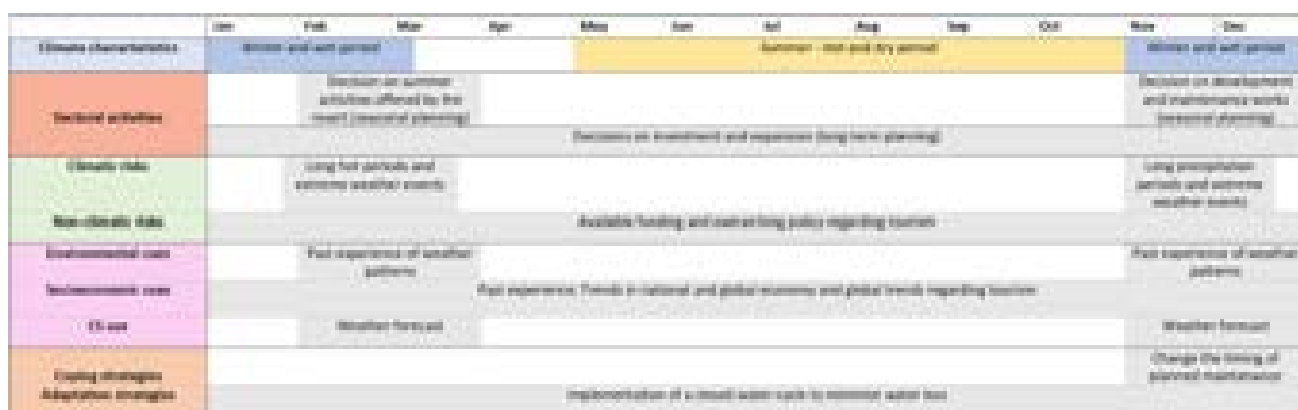 Jan Feb Mar Apr May Jun Jul Aug Sep Oct Nov Dec
Climate characteristics Winter and wet period Summer - Hot and dry period Winter and wet period
Decision on summer
activities offered by the
resort (seasonal planning)
Decision on development
and maintenance works
(seasonal planning)
Sectoral activities
Decisions on investment and expansion (long term planning)
Climatic risks
Long hot periods and
extreme weather events
Long precipitation
periods and extreme
weather events
Non-climatic risks Available funding and overarching policy regarding tourism
Environmental cues
Past experience of weather
patterns
Past experience of weather
patterns
Socioeconomic cues Past experience: Trends in national and global economy and global trends regarding tourism
CS use Weather forecast Weather forecast
Change the timing of
planned maintenance
Coping strategies
Adaptation strategies Implementation of a closed water cycle to minimize water loss